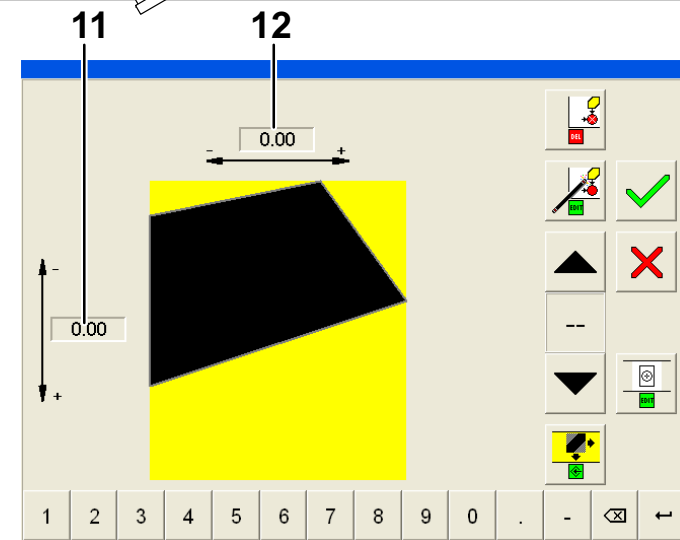 11 12
0.00
- +
DEL
EDIT
-
0.00
+
--
EDIT
1 2 3 4 5 6 7 8 9 0 . - ⌫ ↵